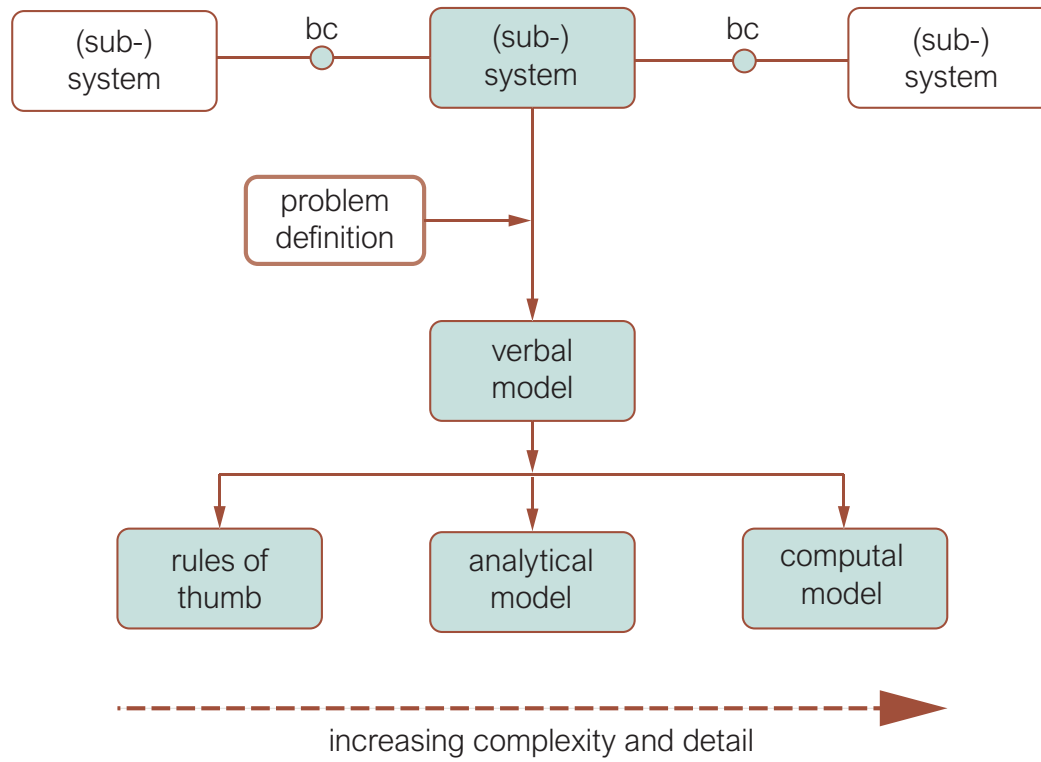 (sub-)
system
bc
(sub-)
system
bc
(sub-)
system
problem
definition
verbal
model
rules of
thumb
analytical
model
computal
model
increasing complexity and detail